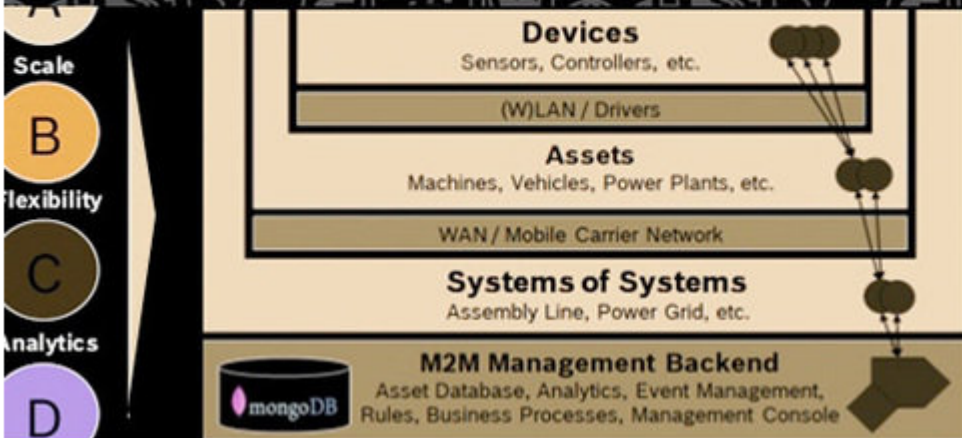 A
Scale
B
Flexibility
C
Analytics
D
Devices
Sensors, Controllers, etc.
(W)LAN / Drivers
Assets
Machines, Vehicles, Power Plants, etc.
WAN / Mobile Carrier Network
Systems of Systems
Assembly Line, Power Grid, etc.
M2M Management Backend
Asset Database, Analytics, Event Management,
Rules, Business Processes, Management Console
mongoDB